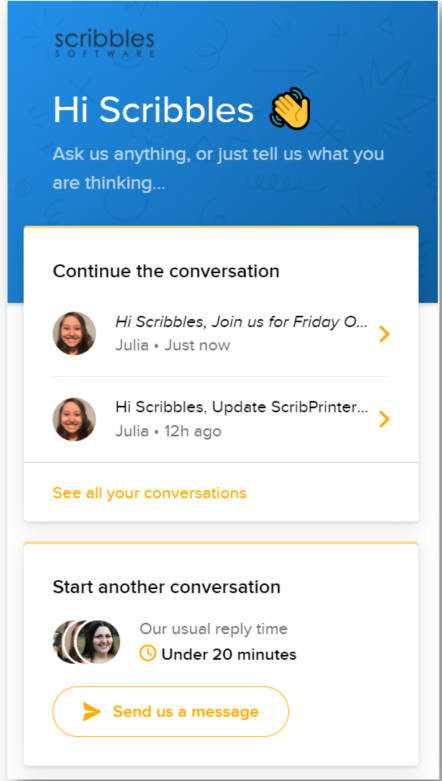 scribbles
SOFTWARE
Hi Scribbles 👋
Ask us anything, or just tell us what you
are thinking...
Continue the conversation
Hi Scribbles, Join us for Friday O...
Julia • Just now
Hi Scribbles, Update ScribPrinter...
Julia • 12h ago
See all your conversations
Start another conversation
Our usual reply time
Under 20 minutes
Send us a message